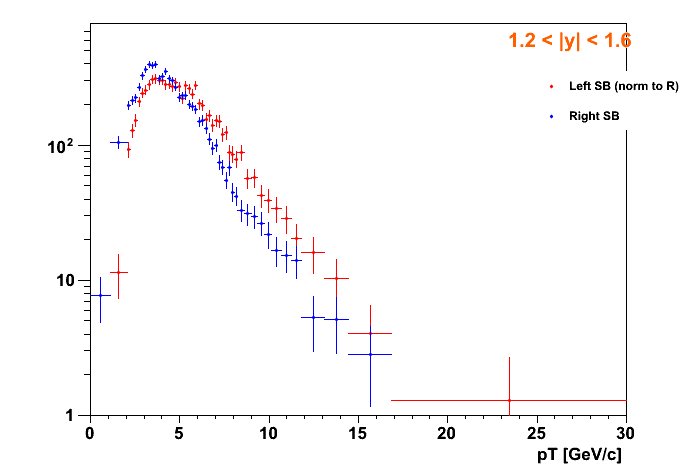 1.2 < |y| < 1.6
Left SB (norm to R)
Right SB
10²
10
1
0 5 10 15 20 25 30
pT [GeV/c]